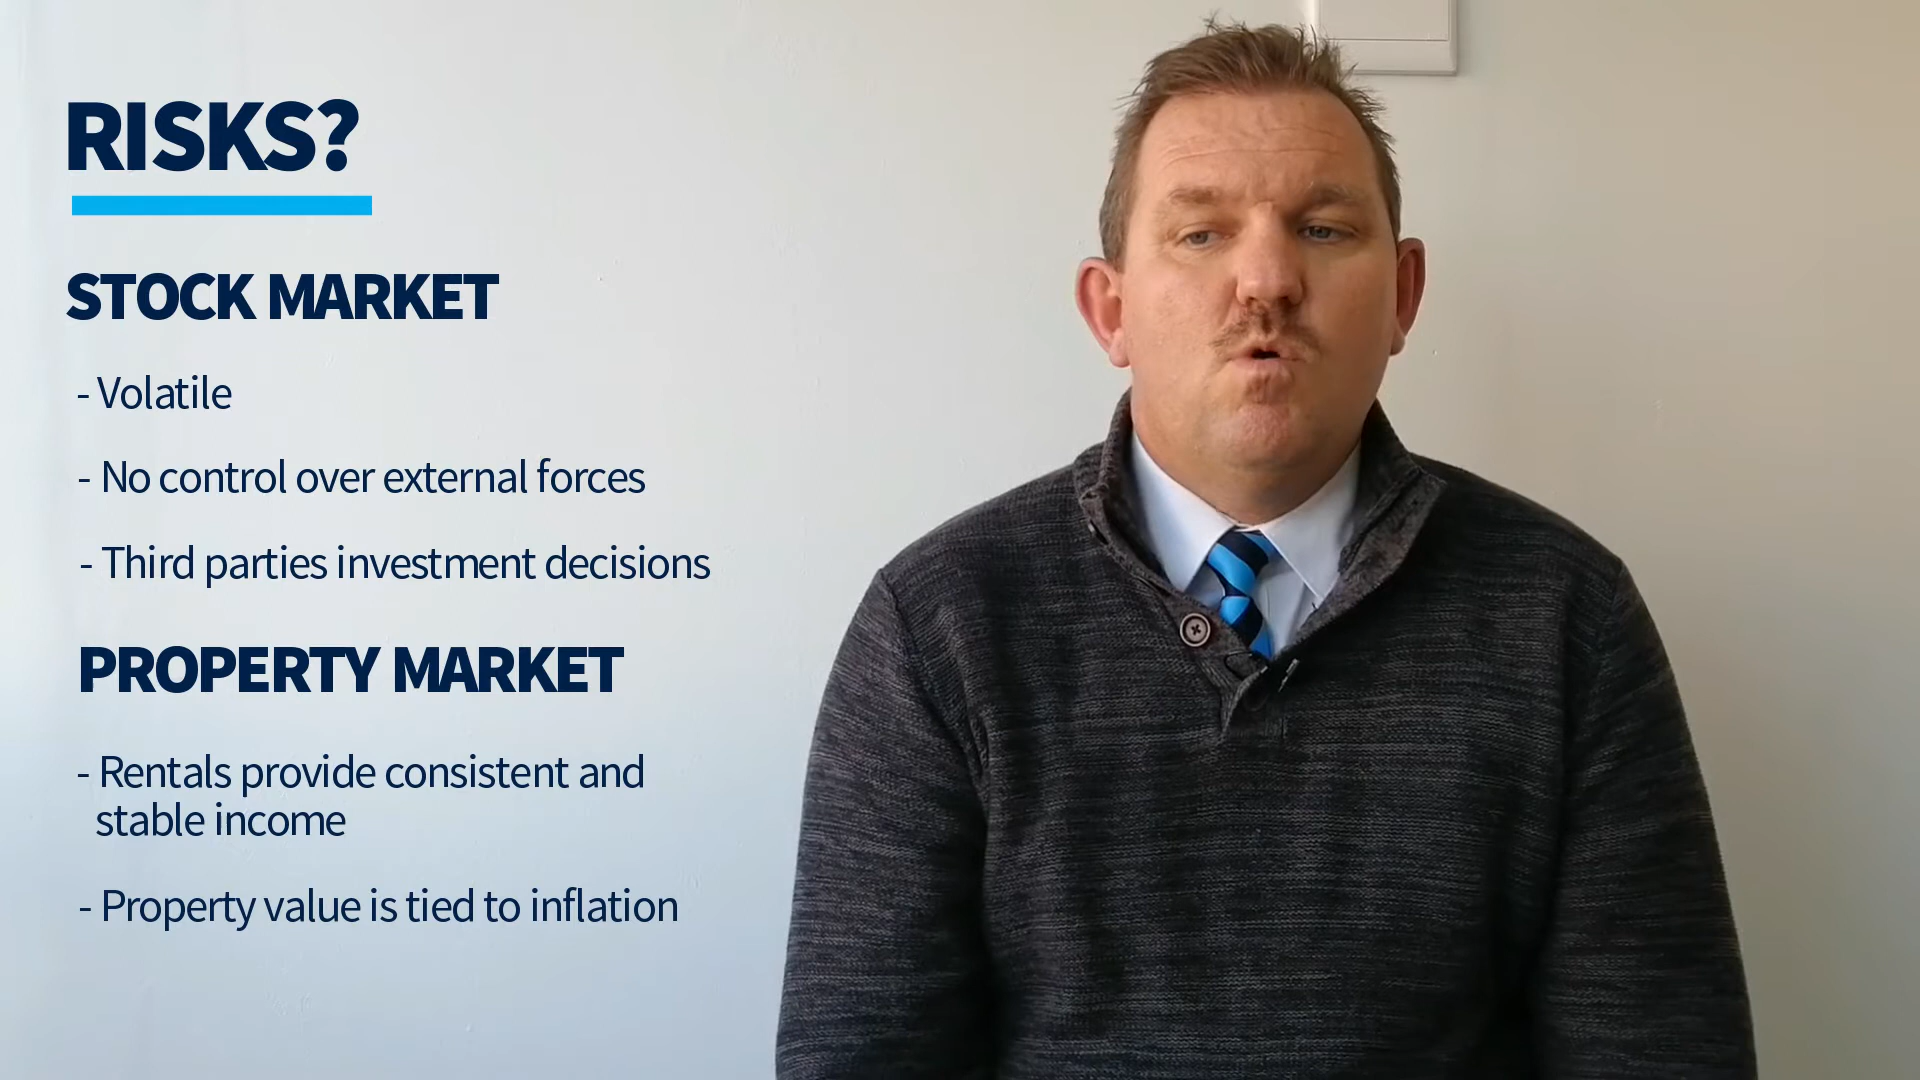 RISKS?
STOCK MARKET
- Volatile
- No control over external forces
- Third parties investment decisions
PROPERTY MARKET
- Rentals provide consistent and
stable income
- Property value is tied to inflation